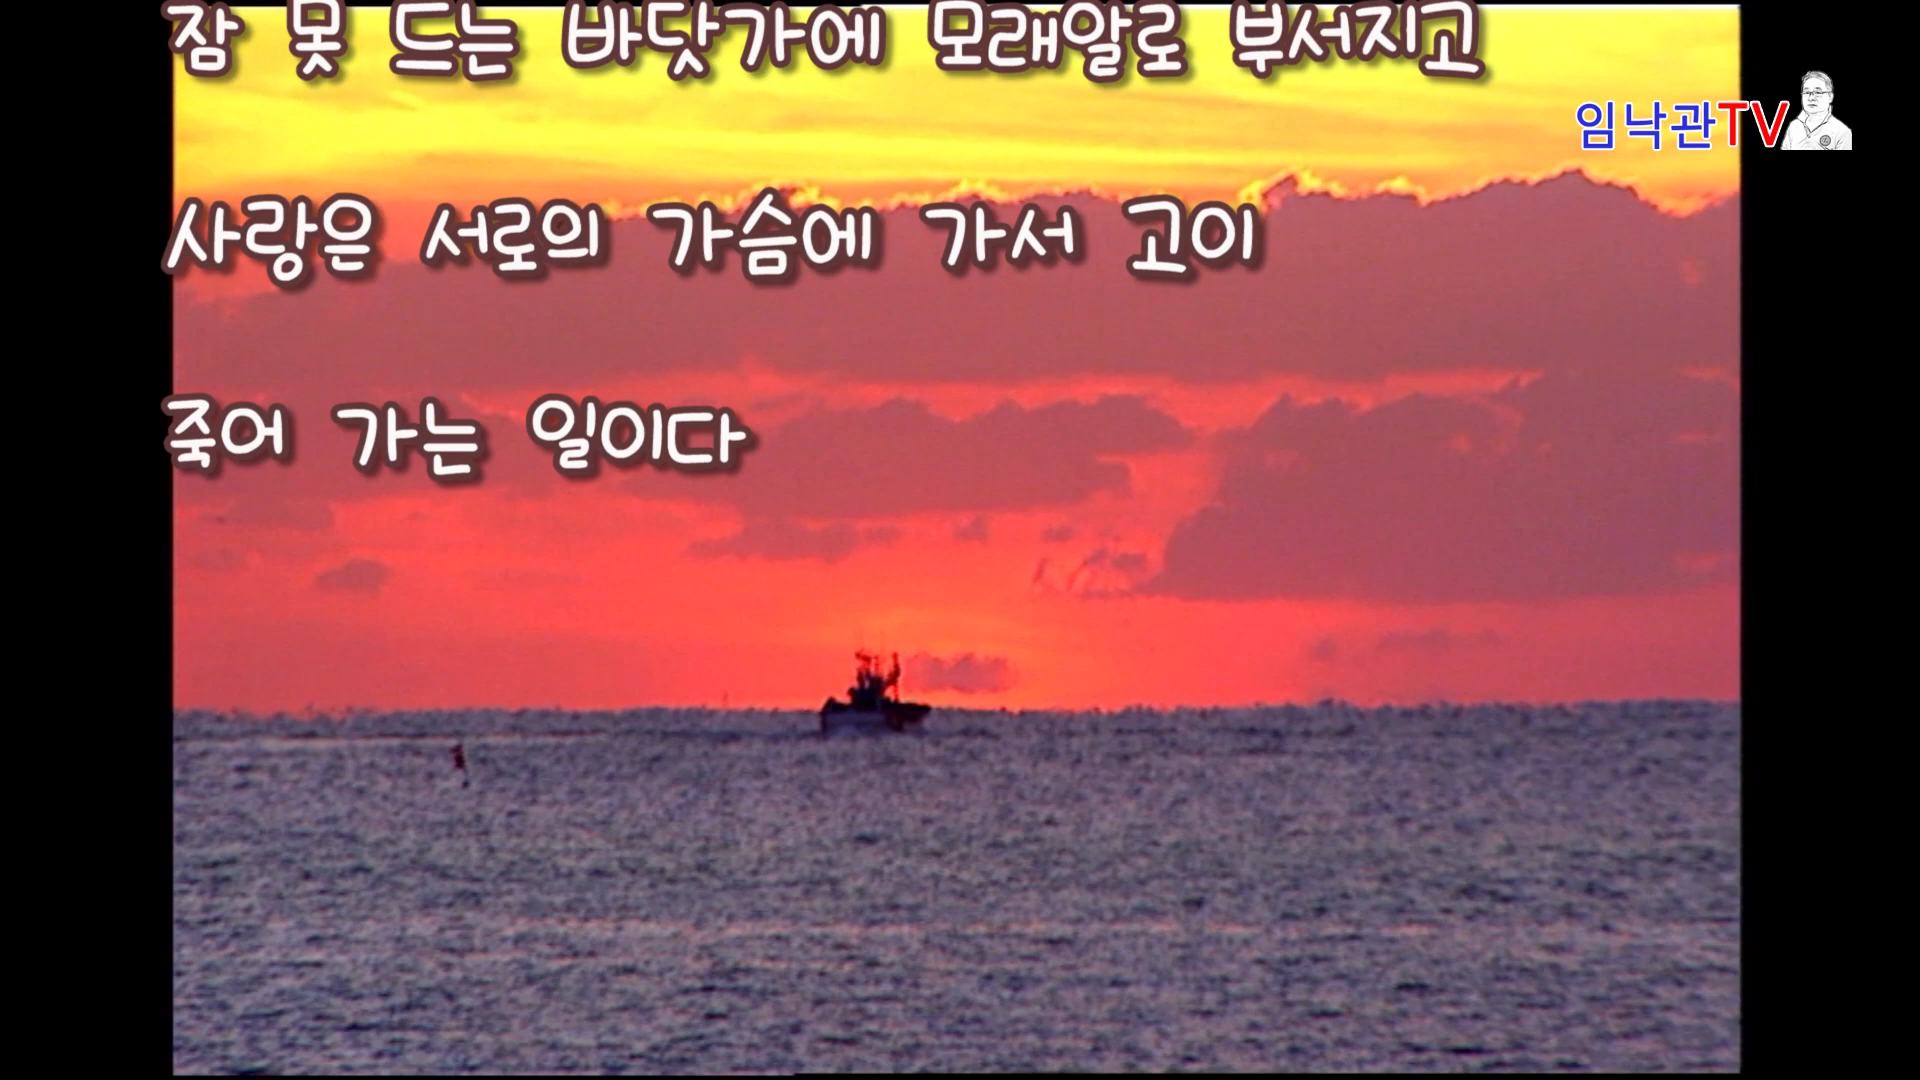 잠 못 드는 바닷가에 모래알로 부서지고
임낙관TV
사랑은 서로의 가슴에 가서 고이
죽어 가는 일이다